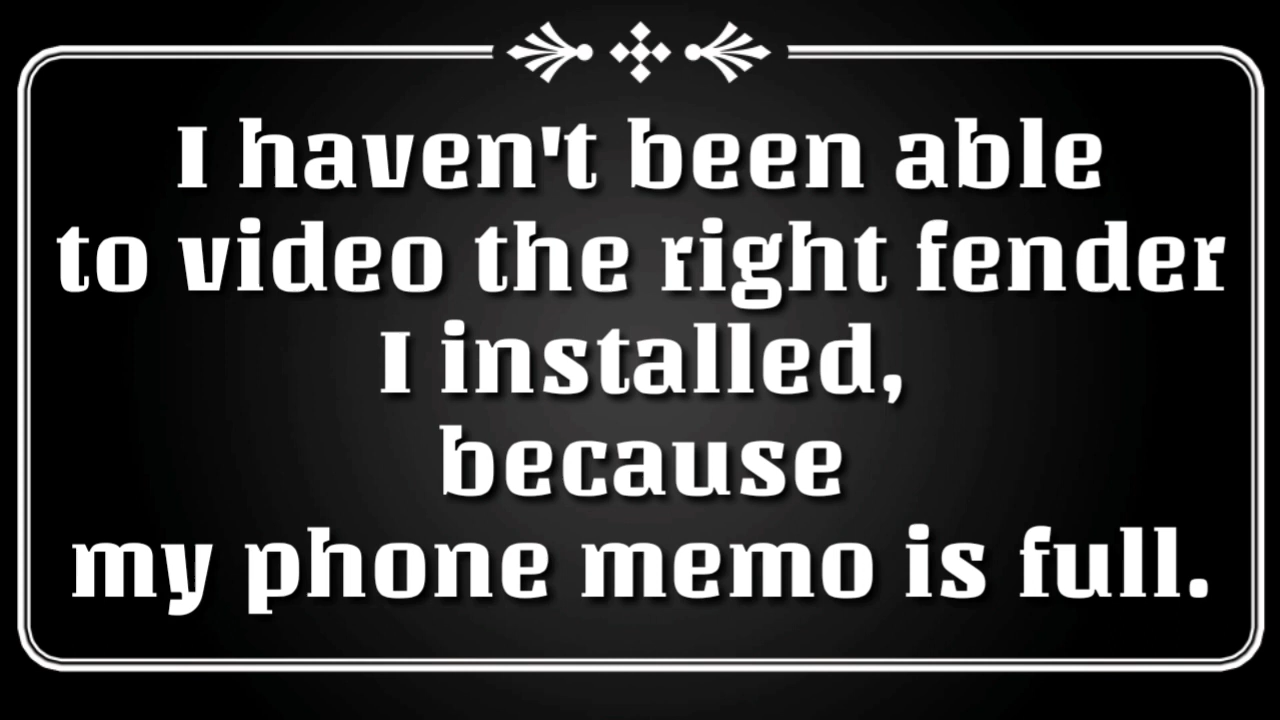 I haven't been able
to video the right fender
I installed,
because
my phone memo is full.